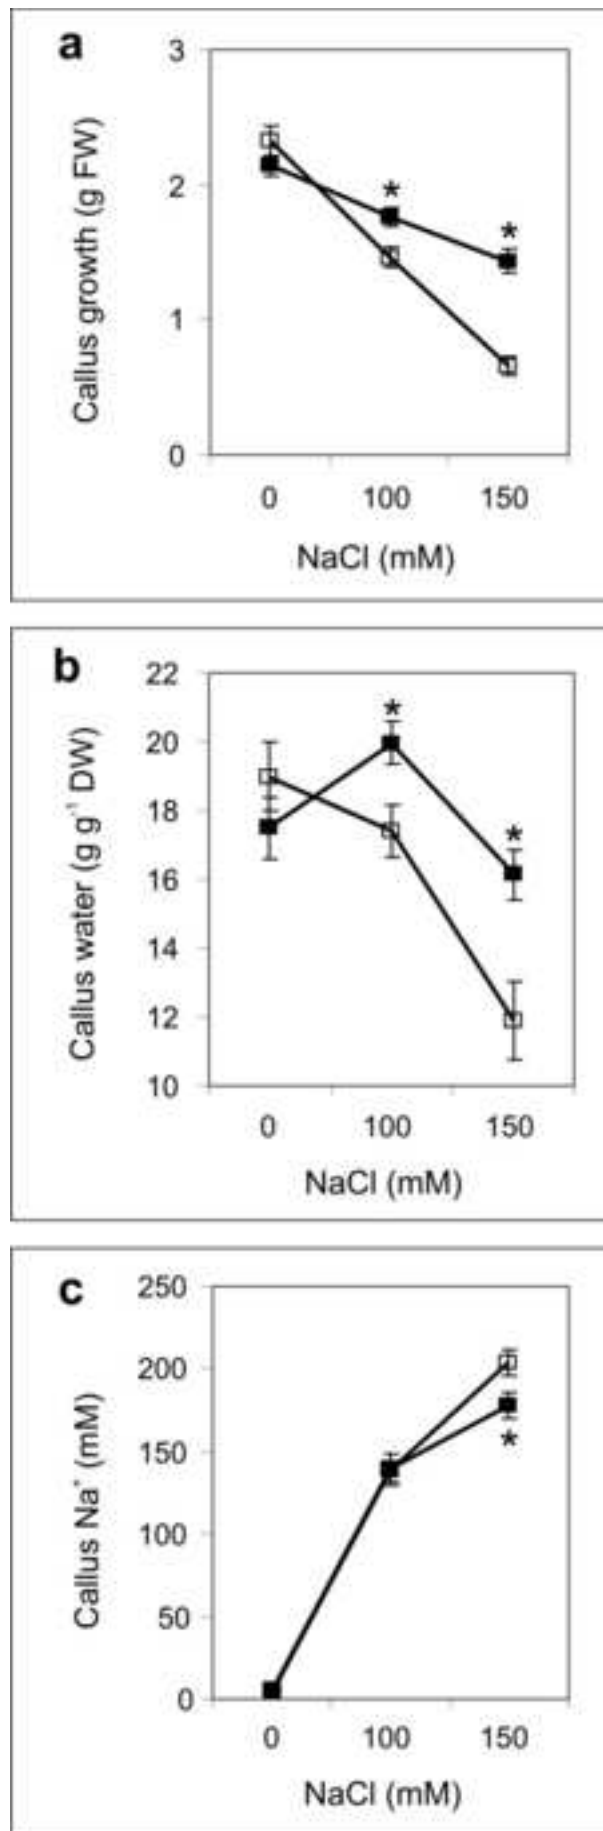 a
3
2
1
0
Callus growth (g FW)
*
*
0 100 150
NaCl (mM)
b
22
20
18
16
14
12
10
Callus water (g g⁻¹ DW)
*
*
0 100 150
NaCl (mM)
c
250
200
150
100
50
0
Callus Na⁺ (mM)
*
0 100 150
NaCl (mM)